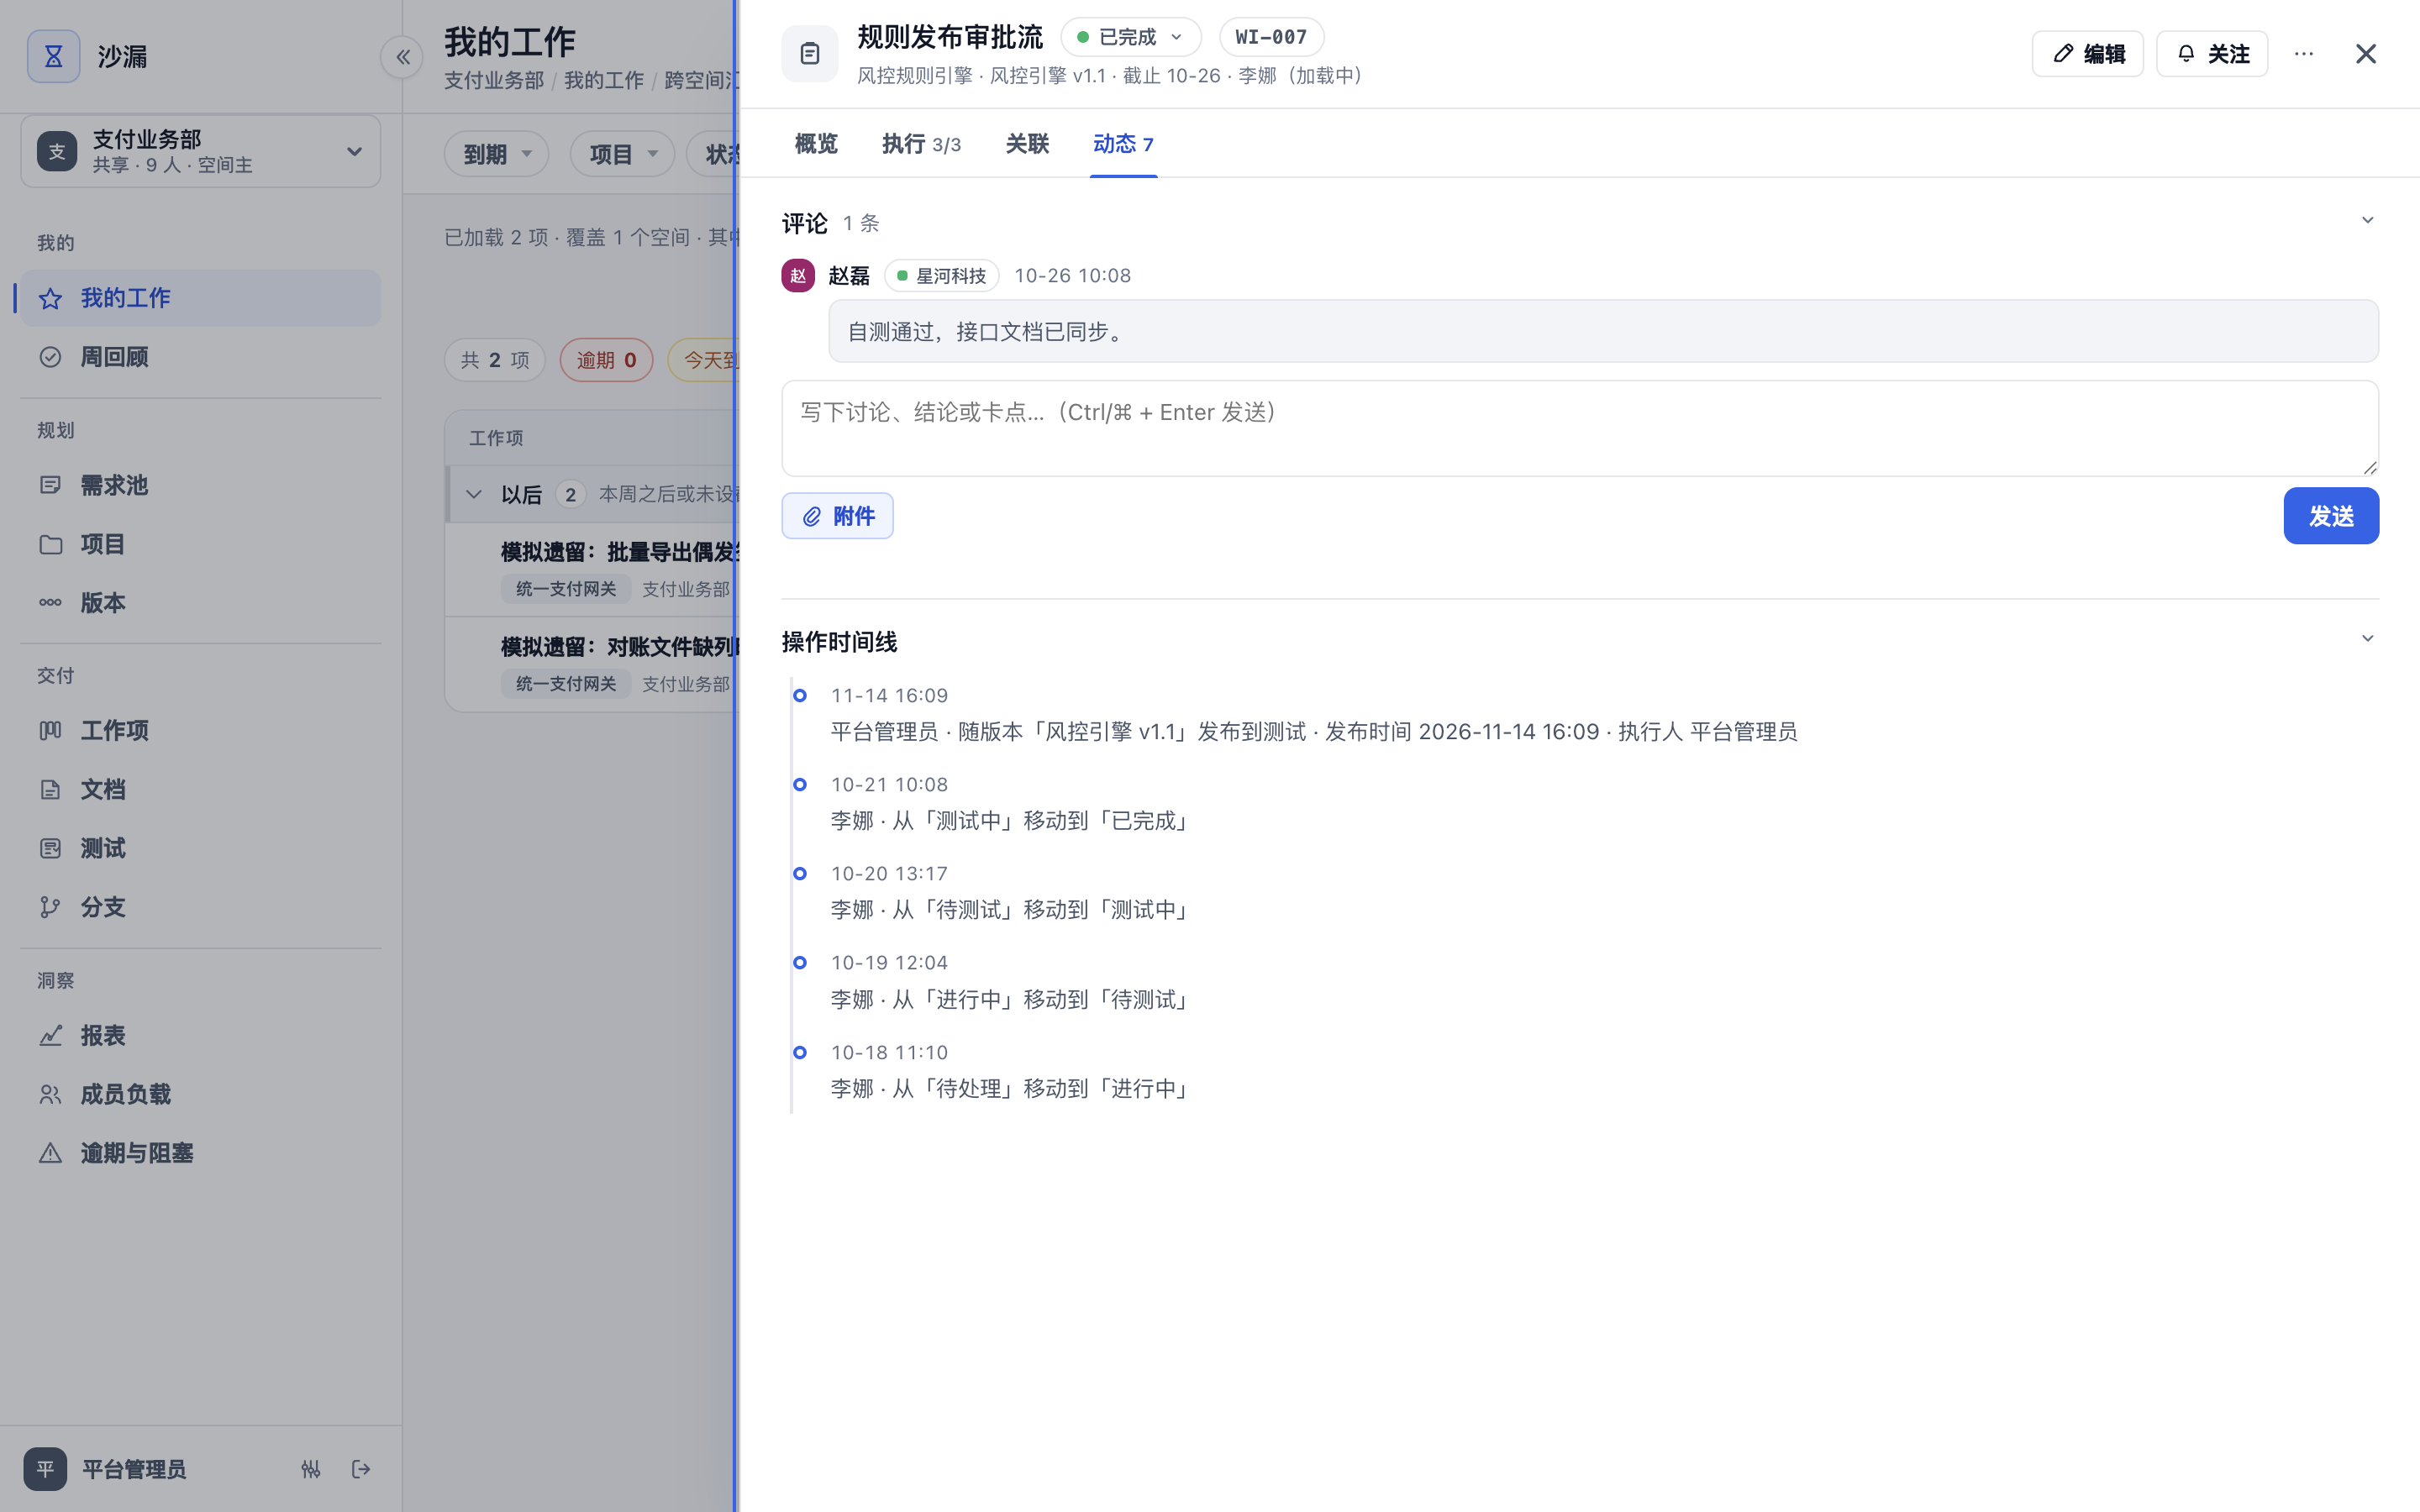 沙漏
支付业务部
共享 · 9 人 · 空间主
支
我的
我的工作
周回顾
规划
需求池
项目
版本
交付
工作项
文档
测试
分支
洞察
报表
成员负载
逾期与阻塞
平
平台管理员
我的工作
支付业务部 / 我的工作 / 跨空间
到期
项目
已加载 2 项 · 覆盖 1 个空间 · 其
共 2 项
逾期 0
今天到
工作项
以后 2 本周之后或未设
模拟遗留：批量导出偶发
统一支付网关 支付业务部
模拟遗留：对账文件缺列
统一支付网关 支付业务部
规则发布审批流 已完成 WI-007
风控规则引擎 · 风控引擎 v1.1 · 截止 10-26 · 李娜（加载中）
编辑
关注
概览
执行 3/3
关联
动态 7
评论 1 条
赵
赵磊 星河科技 10-26 10:08
自测通过，接口文档已同步。
写下讨论、结论或卡点...（Ctrl/⌘ + Enter 发送）
附件
发送
操作时间线
11-14 16:09
平台管理员 · 随版本「风控引擎 v1.1」发布到测试 · 发布时间 2026-11-14 16:09 · 执行人 平台管理员
10-21 10:08
李娜 · 从「测试中」移动到「已完成」
10-20 13:17
李娜 · 从「待测试」移动到「测试中」
10-19 12:04
李娜 · 从「进行中」移动到「待测试」
10-18 11:10
李娜 · 从「待处理」移动到「进行中」